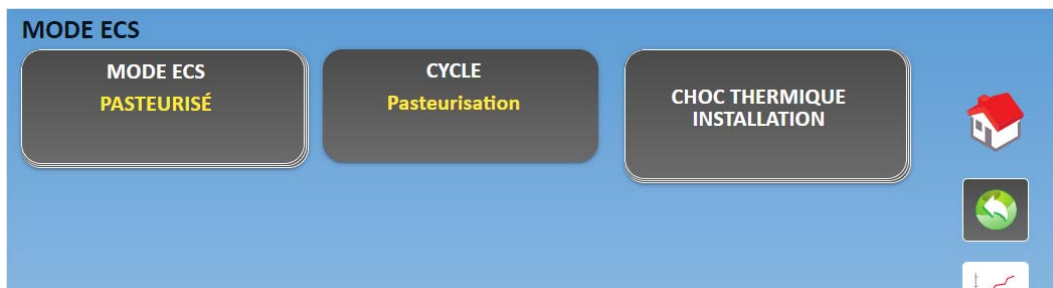 MODE ECS
MODE ECS
PASTEURISÉ
CYCLE
Pasteurisation
CHOC THERMIQUE
INSTALLATION